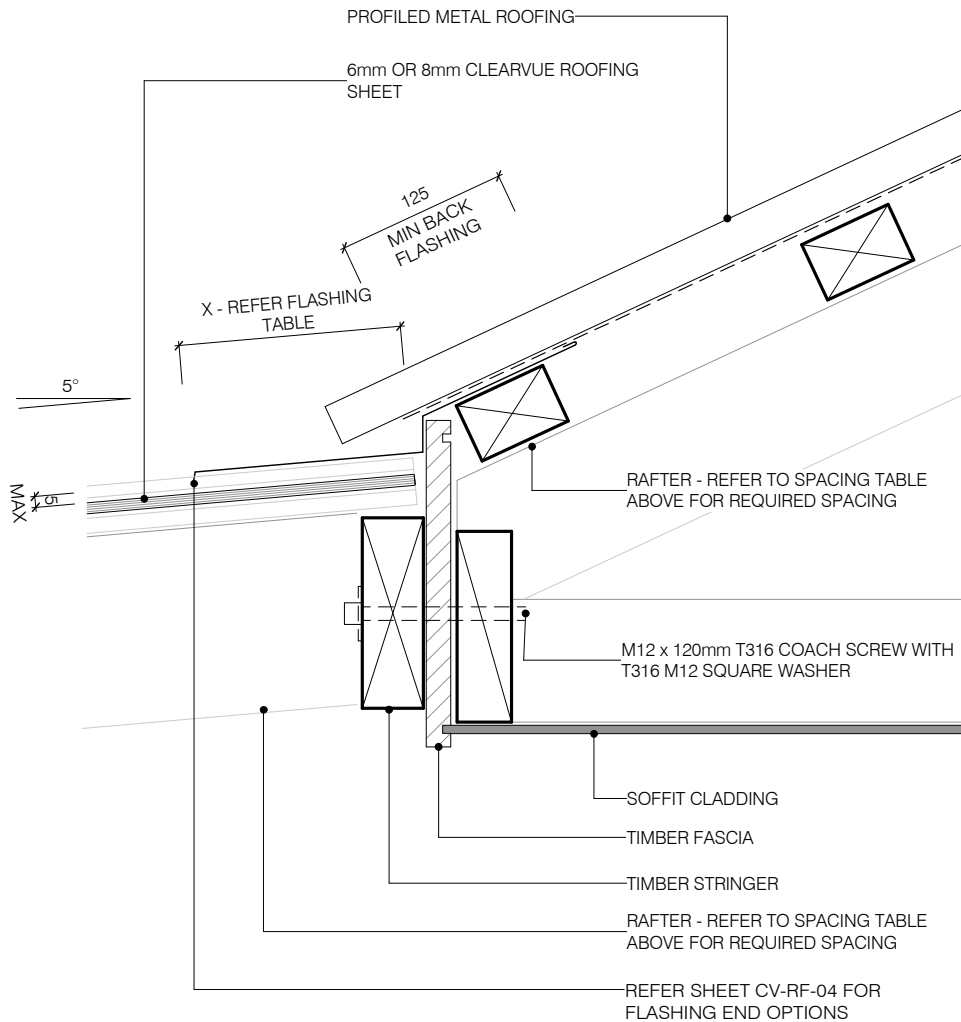 PROFILED METAL ROOFING
6mm OR 8mm CLEARVUE ROOFING
SHEET
125
MIN BACK
FLASHING
X - REFER FLASHING
TABLE
5°
MAX
5
RAFTER - REFER TO SPACING TABLE
ABOVE FOR REQUIRED SPACING
M12 x 120mm T316 COACH SCREW WITH
T316 M12 SQUARE WASHER
SOFFIT CLADDING
TIMBER FASCIA
TIMBER STRINGER
RAFTER - REFER TO SPACING TABLE
ABOVE FOR REQUIRED SPACING
REFER SHEET CV-RF-04 FOR
FLASHING END OPTIONS